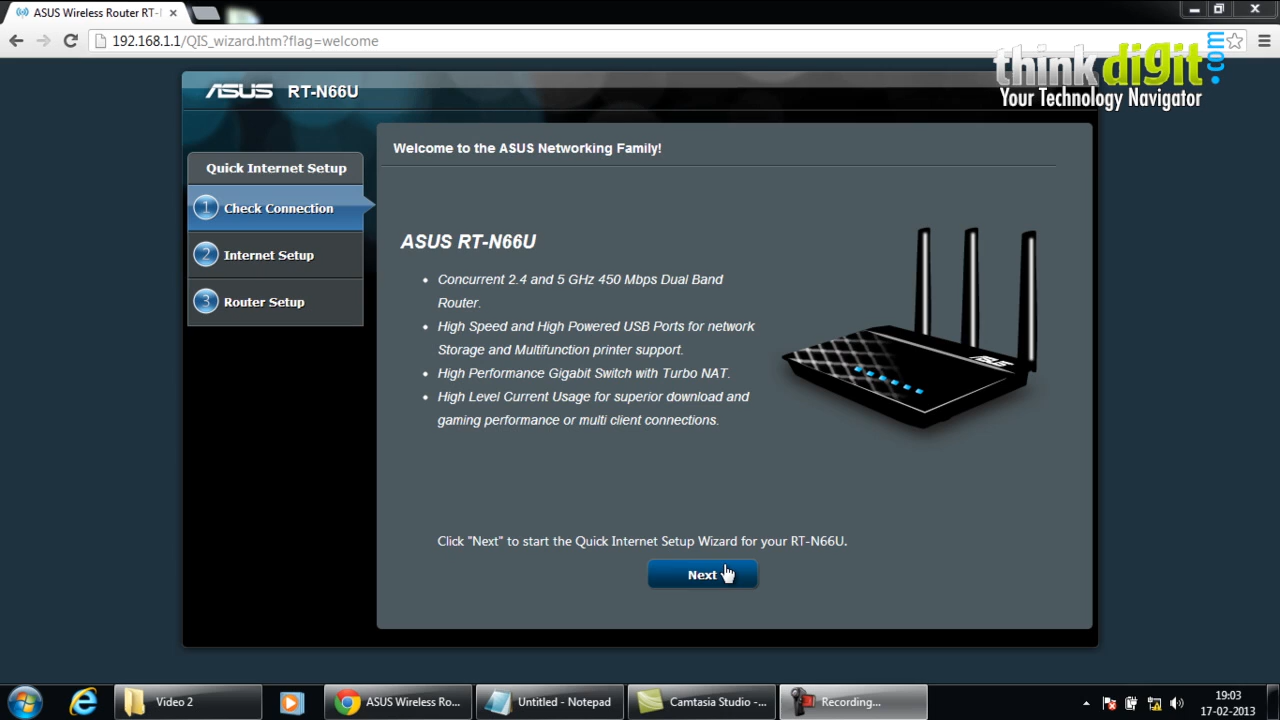 ASUS Wireless Router RT-
192.168.1.1/QIS_wizard.htm?flag=welcome
thinkdigit.com
Your Technology Navigator
ASUS RT-N66U
Quick Internet Setup
1 Check Connection
2 Internet Setup
3 Router Setup
Welcome to the ASUS Networking Family!
ASUS RT-N66U
• Concurrent 2.4 and 5 GHz 450 Mbps Dual Band
Router.
• High Speed and High Powered USB Ports for network
Storage and Multifunction printer support.
• High Performance Gigabit Switch with Turbo NAT.
• High Level Current Usage for superior download and
gaming performance or multi client connections.
ASUS
Click "Next" to start the Quick Internet Setup Wizard for your RT-N66U.
Next
Video 2
ASUS Wireless Ro...
Untitled - Notepad
Camtasia Studio -...
Recording...
19:03
17-02-2013